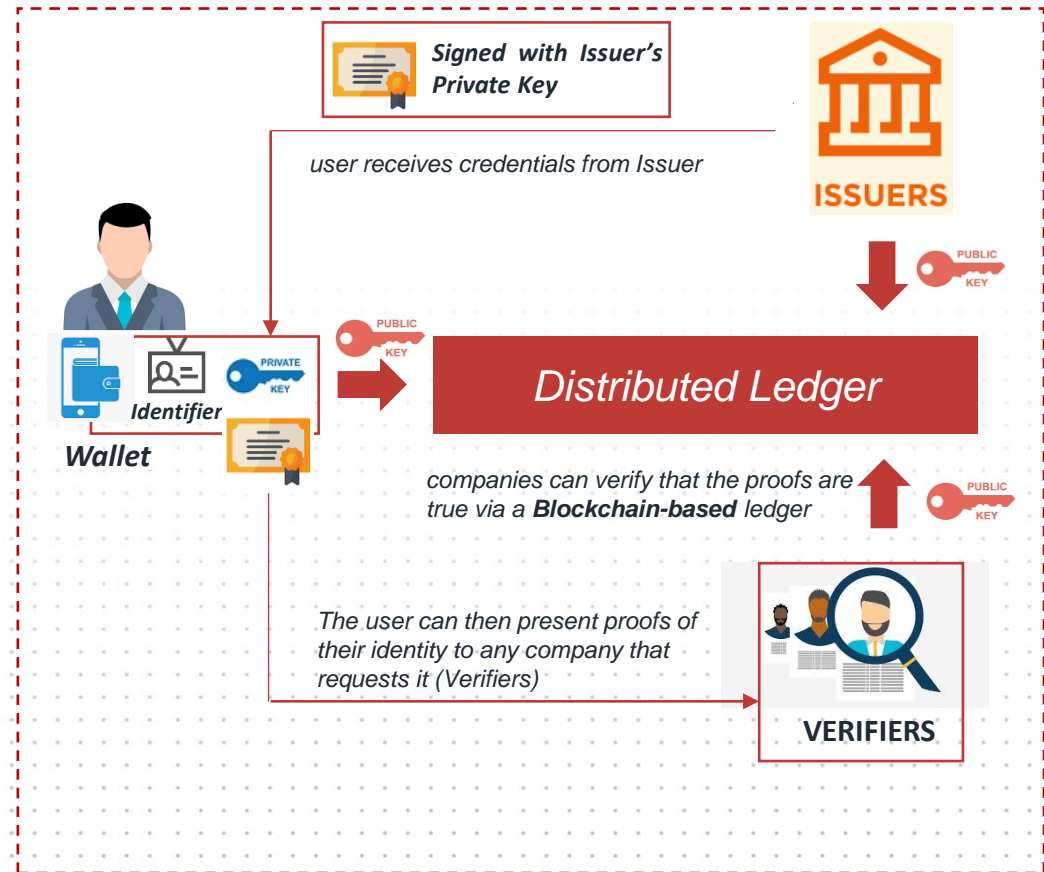 Signed with Issuer's
Private Key
ISSUERS
user receives credentials from Issuer
PUBLIC
KEY
PUBLIC
KEY
Distributed Ledger
PRIVATE
KEY
Identifier
Wallet
companies can verify that the proofs are
true via a Blockchain-based ledger
PUBLIC
KEY
The user can then present proofs of
their identity to any company that
requests it (Verifiers)
VERIFIERS